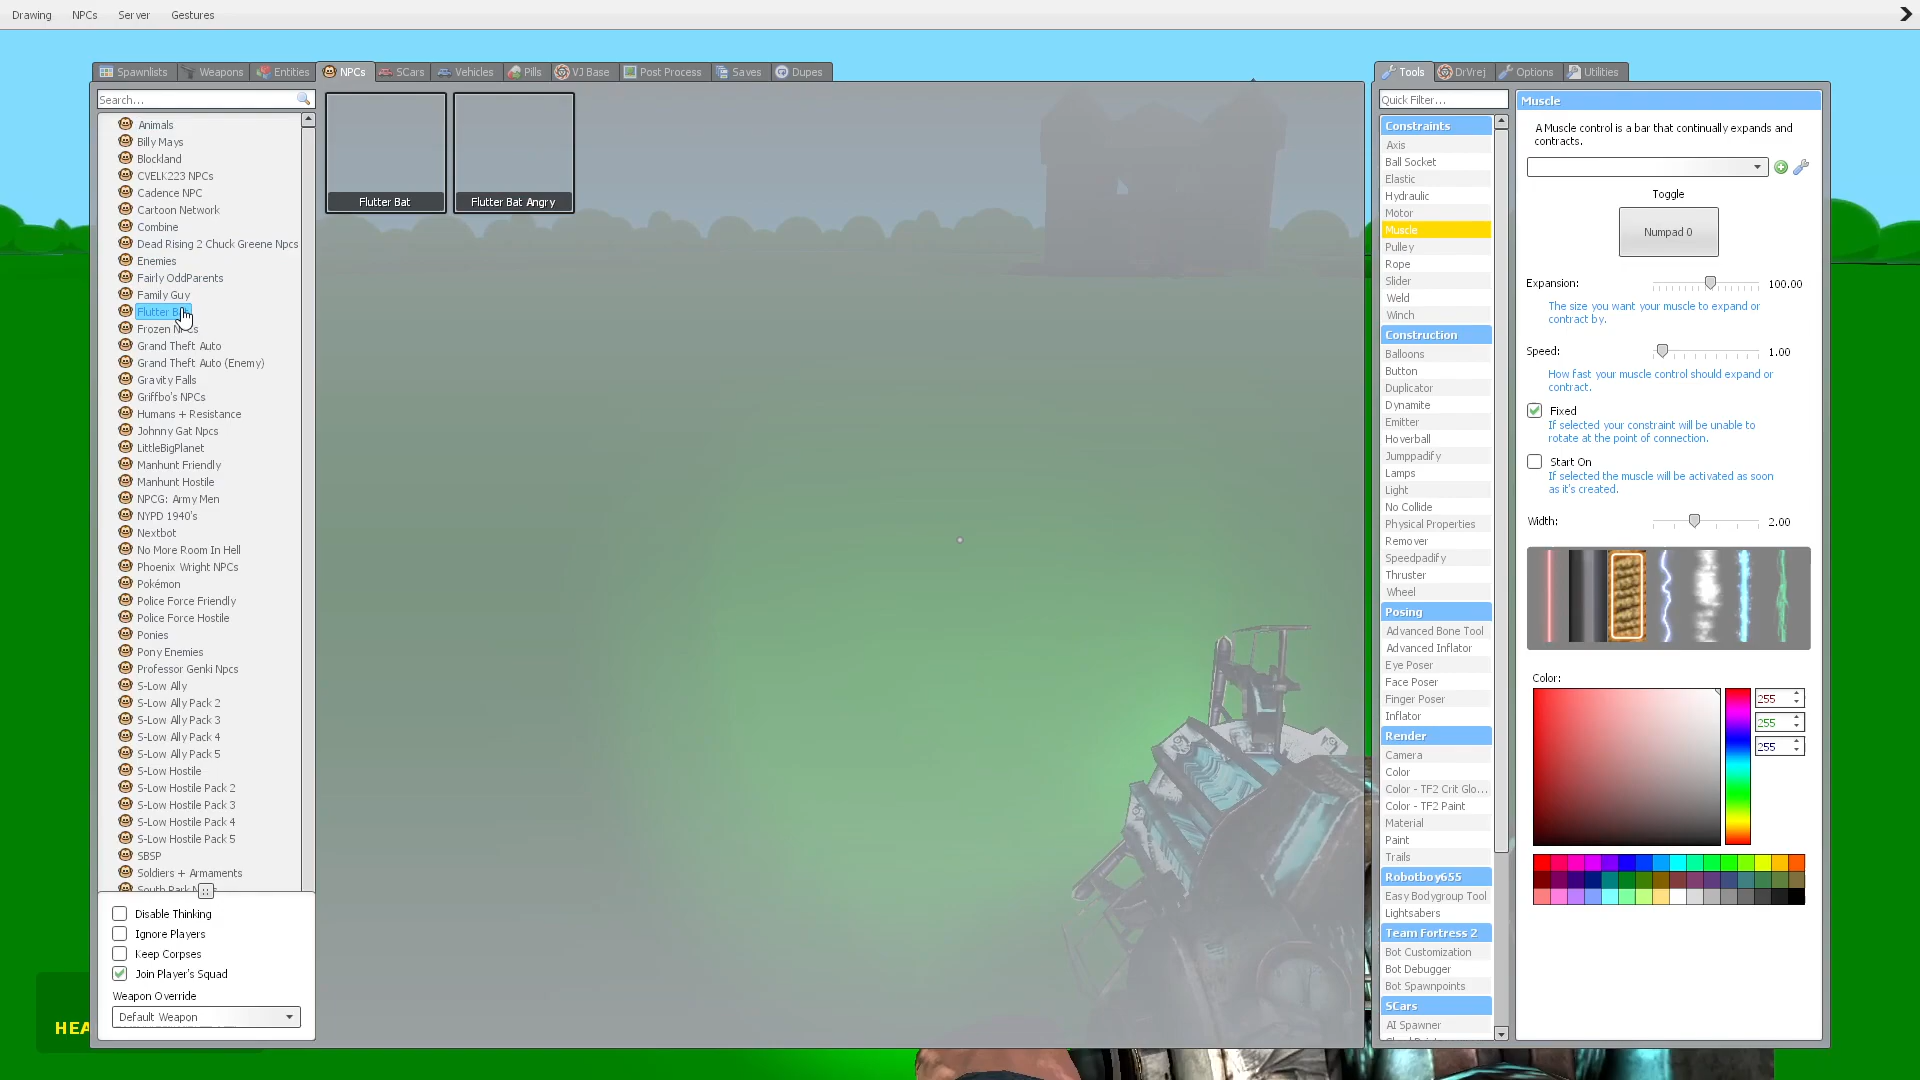 Drawing NPCs Server Gestures
Spawnlists Weapons Entities NPCs SCars Vehicles Pills VJ Base Post Process Saves Dupes
Search...
Animals
Billy Mays
Blockland
CVELK223 NPCs
Cadence NPC
Cartoon Network
Combine
Dead Rising 2 Chuck Greene Npcs
Enemies
Fairly OddParents
Family Guy
Flutter
Frozen
Grand Theft Auto
Grand Theft Auto (Enemy)
Gravity Falls
Griffbo's NPCs
Humans + Resistance
Johnny Gat Npcs
LittleBigPlanet
Manhunt Friendly
Manhunt Hostile
NPCG: Army Men
NYPD 1940's
Nextbot
No More Room In Hell
Phoenix Wright NPCs
Pokémon
Police Force Friendly
Police Force Hostile
Ponies
Pony Enemies
Professor Genki Npcs
S-Low Ally
S-Low Ally Pack 2
S-Low Ally Pack 3
S-Low Ally Pack 4
S-Low Ally Pack 5
S-Low Hostile
S-Low Hostile Pack 2
S-Low Hostile Pack 3
S-Low Hostile Pack 4
S-Low Hostile Pack 5
SBSP
Soldiers + Armaments
South Park
Disable Thinking
Ignore Players
Keep Corpses
Join Player's Squad
Weapon Override
Default Weapon
HEA
Flutter Bat
Flutter Bat Angry
Tools DrVrej Options Utilities
Quick Filter...
Constraints
Axis
Ball Socket
Elastic
Hydraulic
Motor
Muscle
Pulley
Rope
Slider
Weld
Winch
Construction
Balloons
Button
Duplicator
Dynamite
Emitter
Hoverball
Jumppadify
Lamps
Light
No Collide
Physical Properties
Remover
Speedpadify
Thruster
Wheel
Posing
Advanced Bone Tool
Advanced Inflator
Eye Poser
Face Poser
Finger Poser
Inflator
Render
Camera
Color
Color - TF2 Crit Glo...
Color - TF2 Paint
Material
Paint
Trails
Robotboy655
Easy Bodygroup Tool
Lightsabers
Team Fortress 2
Bot Customization
Bot Debugger
Bot Spawnpoints
SCars
AI Spawner
Muscle
A Muscle control is a bar that continually expands and
contracts.
Toggle
Numpad 0
Expansion: 100.00
The size you want your muscle to expand or
contract by.
Speed: 1.00
How fast your muscle control should expand or
contract.
Fixed
If selected your constraint will be unable to
rotate at the point of connection.
Start On
If selected the muscle will be activated as soon
as it's created.
Width: 2.00
Color:
255
255
255